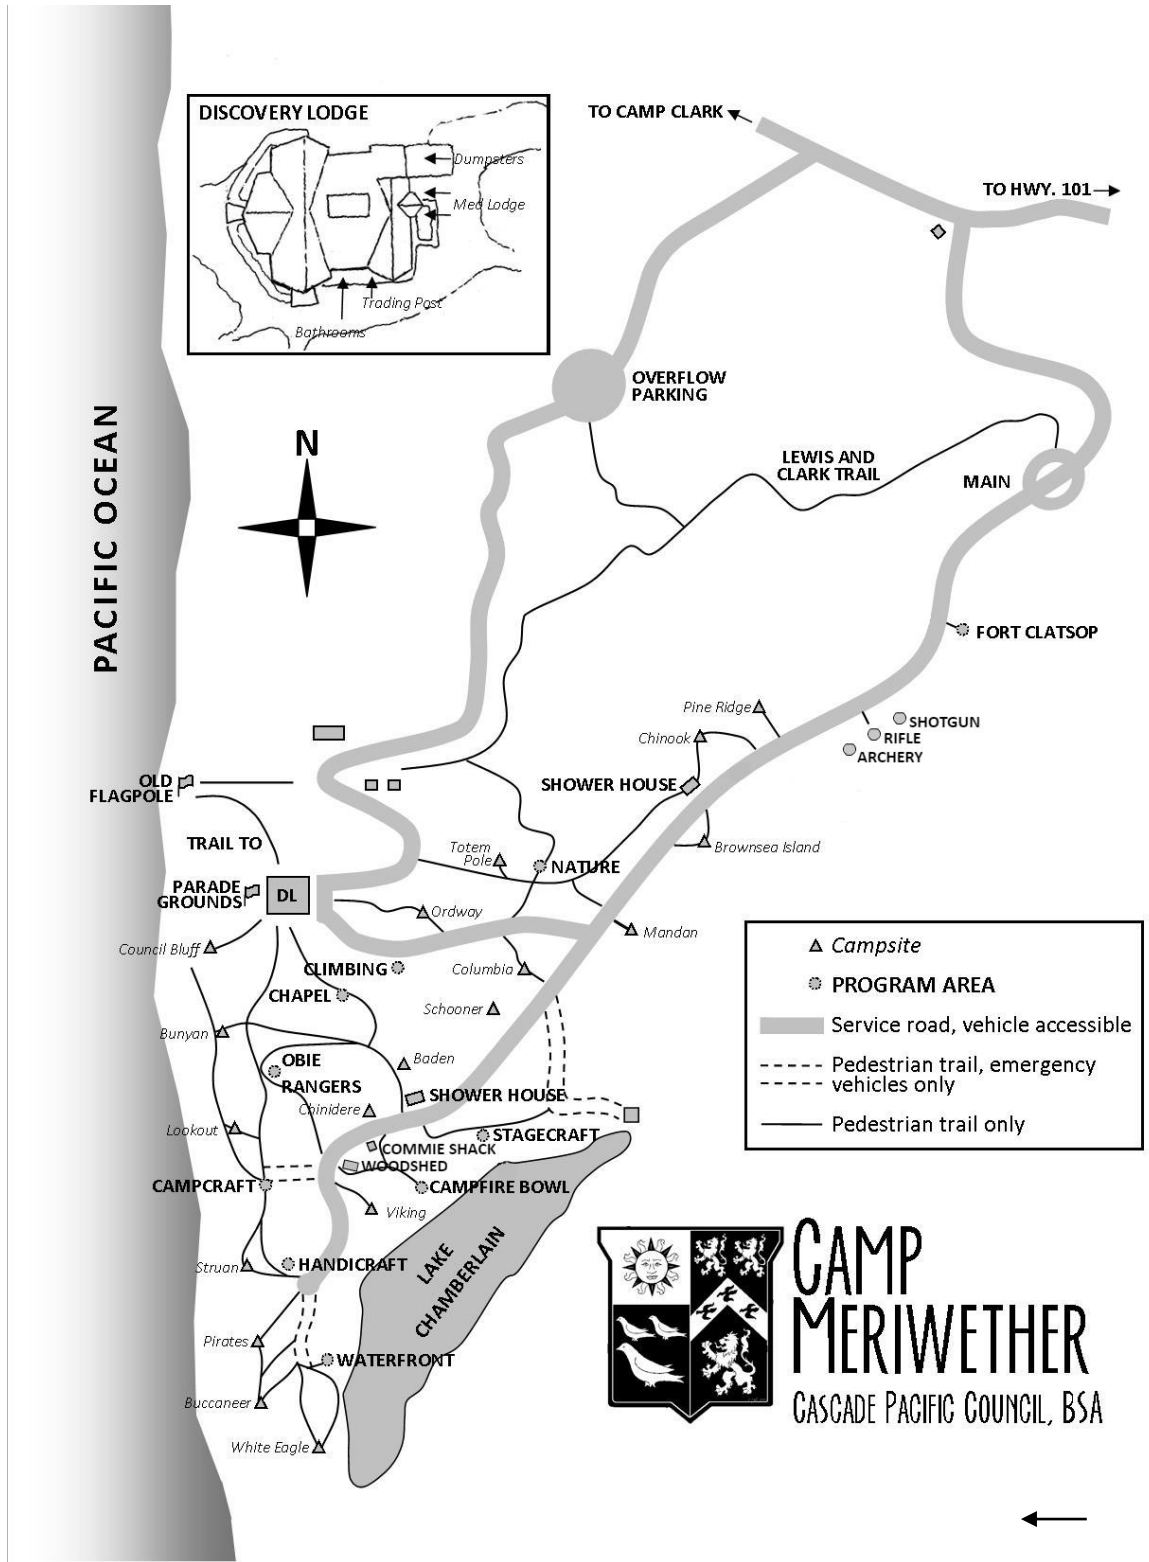 TO CAMP CLARK
DISCOVERY LODGE
Dumpsters
TO HWY. 101
Med Lodge
Trading Post
Bathrooms
OVERFLOW
PARKING
PACIFIC OCEAN
N
LEWIS AND
CLARK TRAIL
MAIN
FORT CLATSOP
Pine Ridge
SHOTGUN
Chinook
RIFLE
ARCHERY
OLD
FLAGPOLE
SHOWER HOUSE
TRAIL TO
Totem
Pole
Brownsea Island
NATURE
PARADE
GROUNDS
DL
Ordway
Council Bluff
Mandan
CLIMBING
Columbia
CHAPEL
Schooner
Bunyan
OBIE
RANGERS
Baden
SHOWER HOUSE
Chinidere
Lookout
STAGECRAFT
COMMIE SHACK
WOODSHED
CAMPCRAFT
CAMPFIRE BOWL
Viking
Struan
HANDICRAFT
LAKE
CHAMBERLAIN
Pirates
WATERFRONT
Buccaneer
White Eagle
Campsite
PROGRAM AREA
Service road, vehicle accessible
Pedestrian trail, emergency
vehicles only
Pedestrian trail only
CAMP
MERIWETHER
CASCADE PACIFIC COUNCIL, BSA